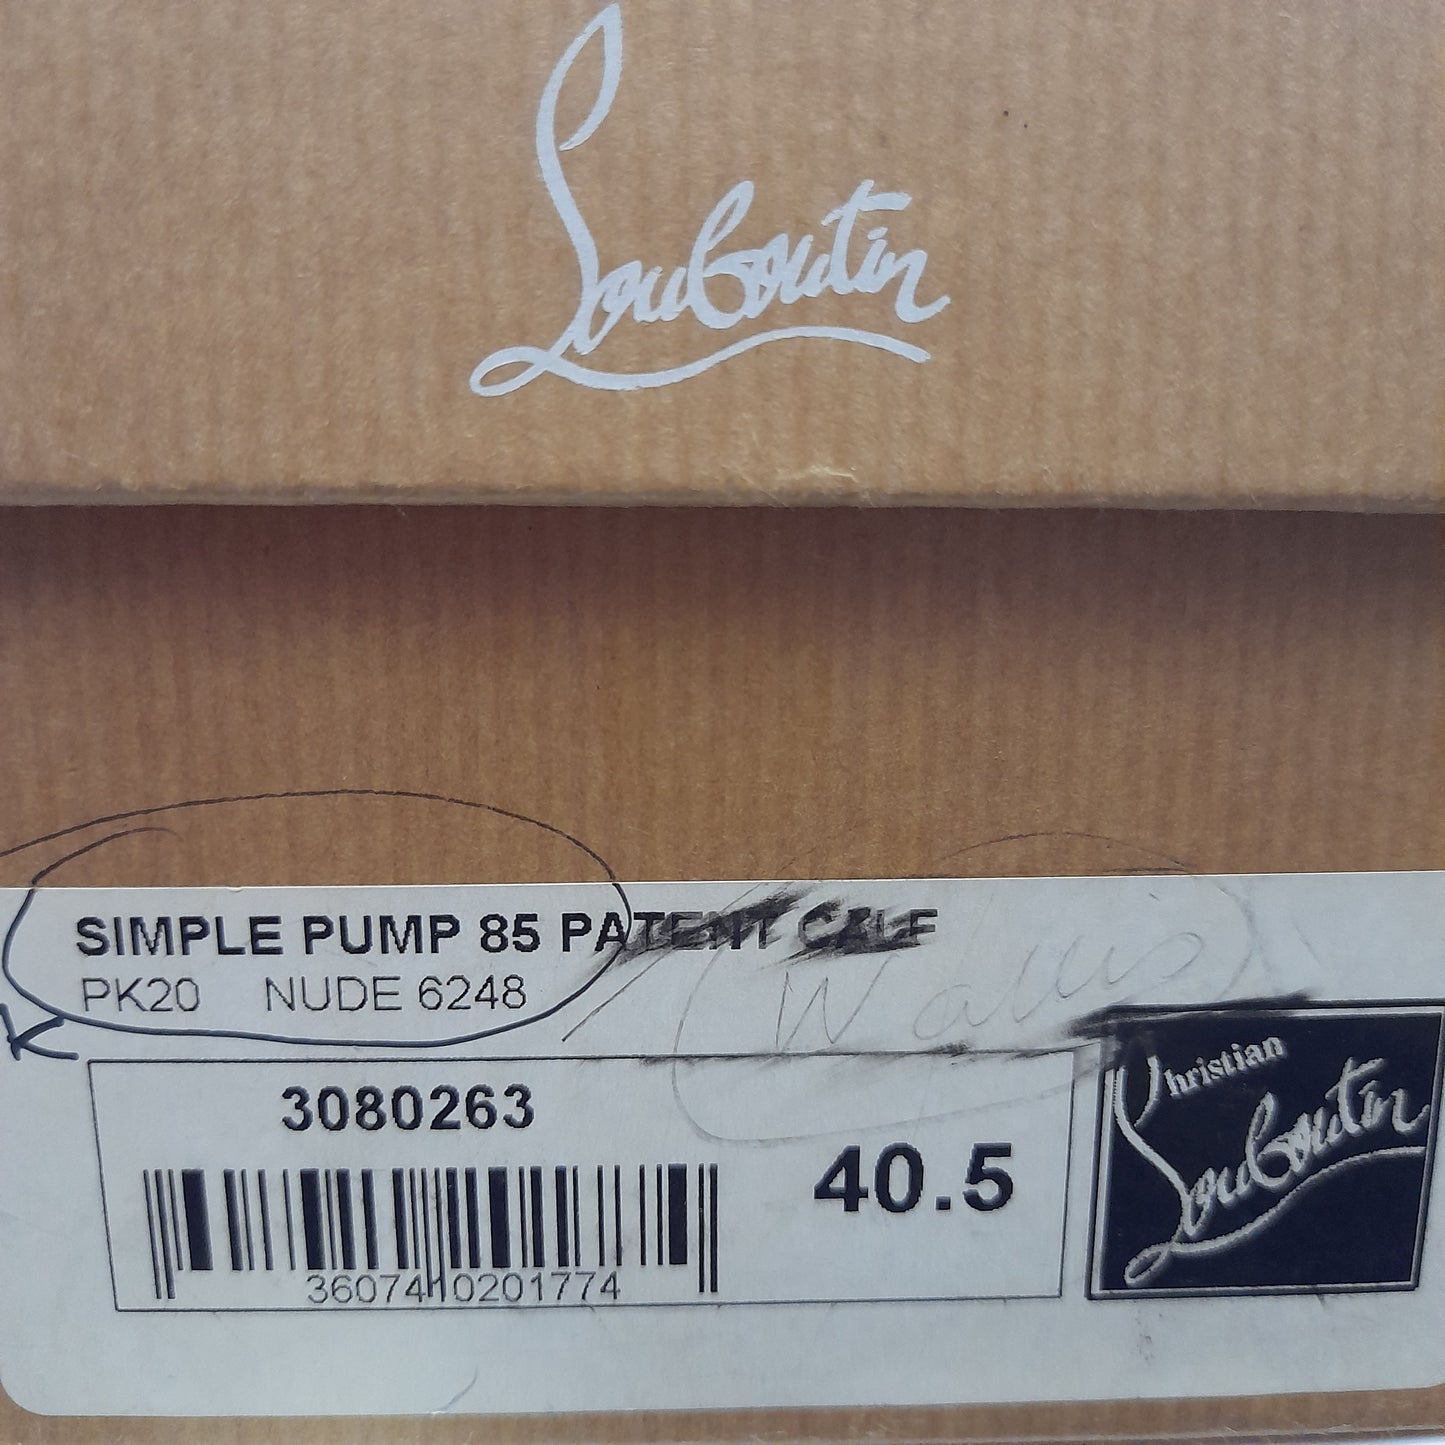 Louboutin
SIMPLE PUMP 85 PATENT CALF
PK20 NUDE 6248
K
3080263
40.5
3607410201774
Christian
Louboutin